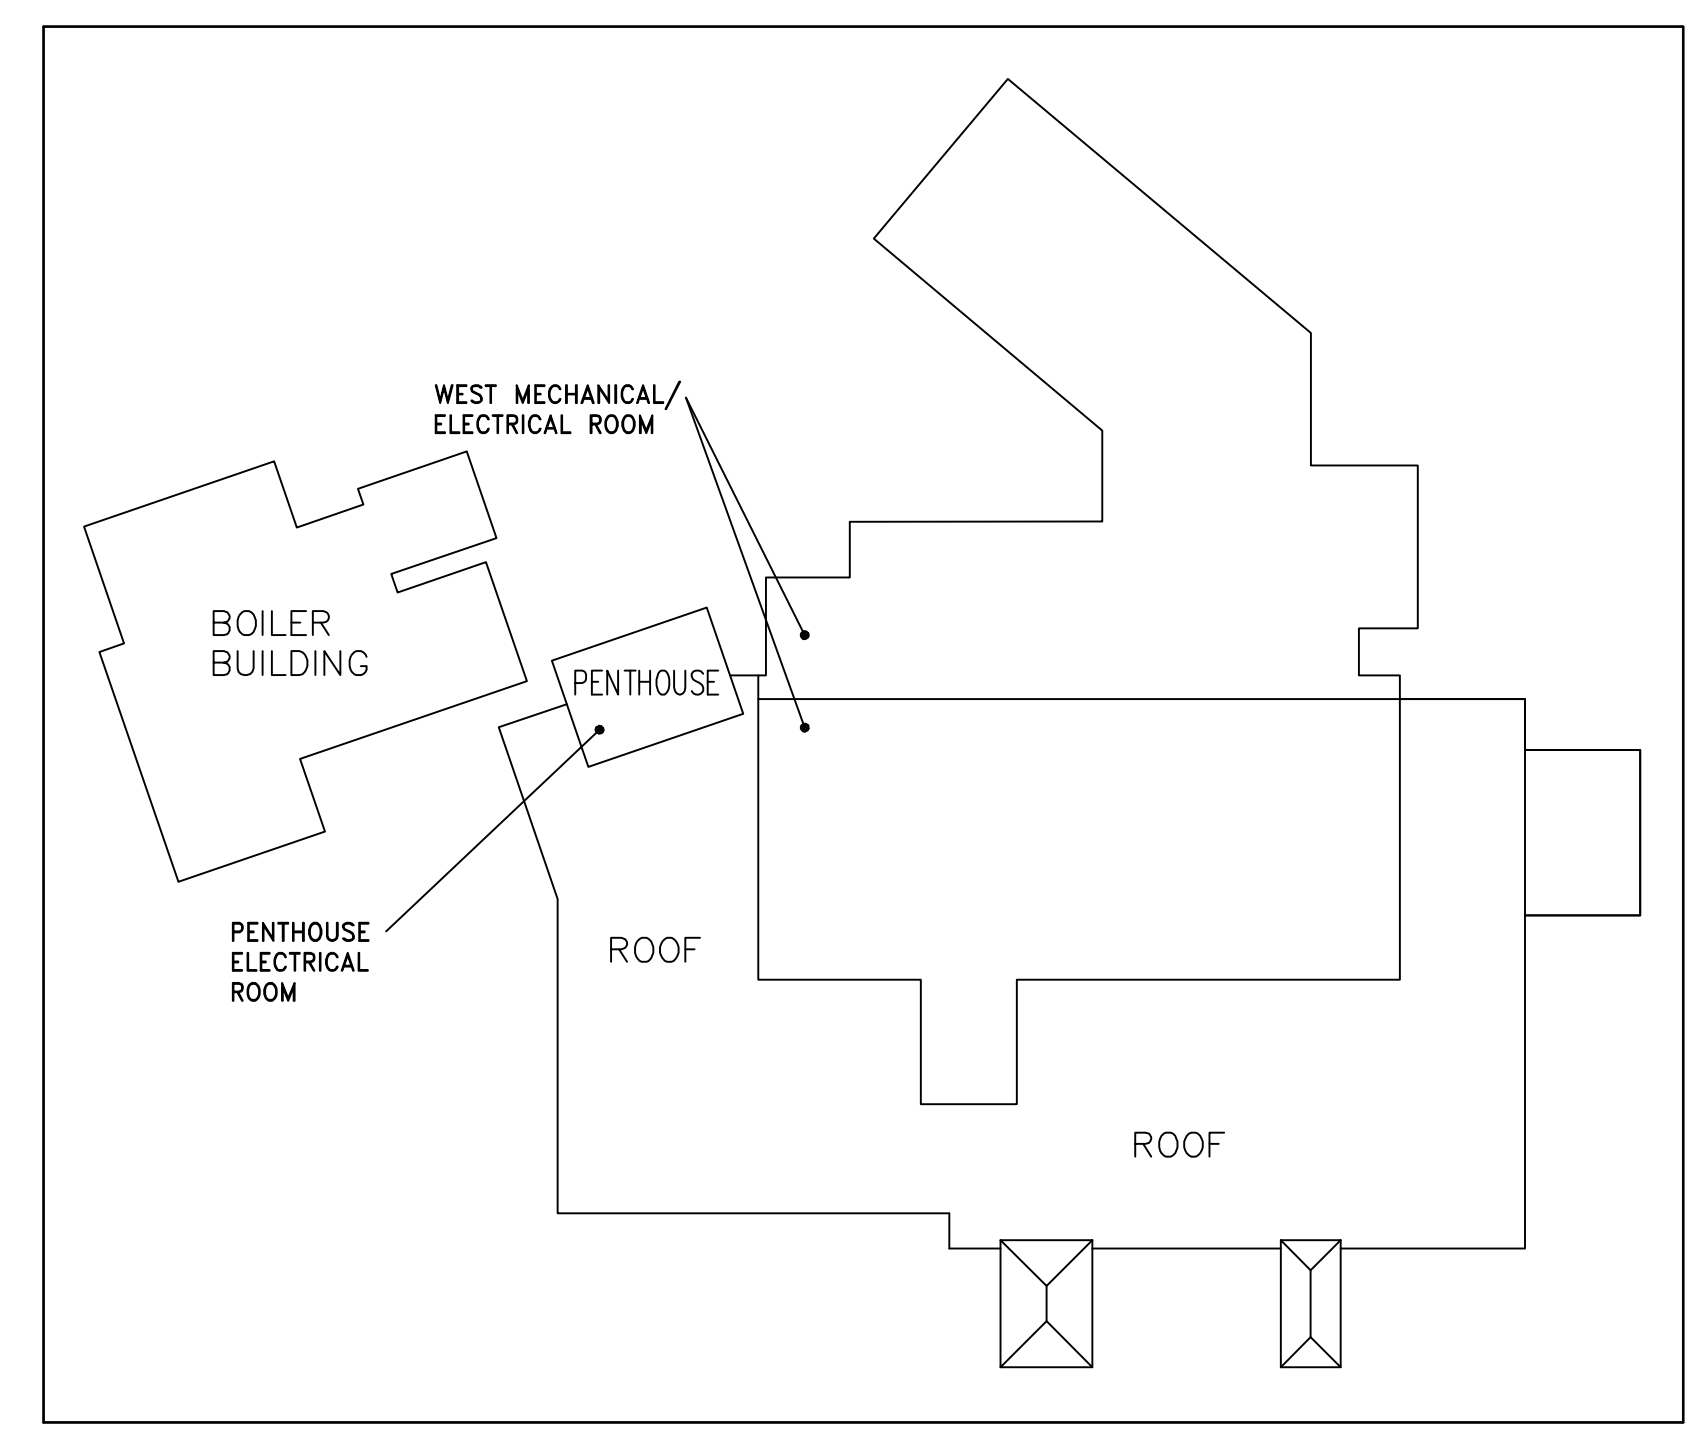 WEST MECHANICAL/
ELECTRICAL ROOM
BOILER
BUILDING
PENTHOUSE
PENTHOUSE
ELECTRICAL
ROOM
ROOF
ROOF